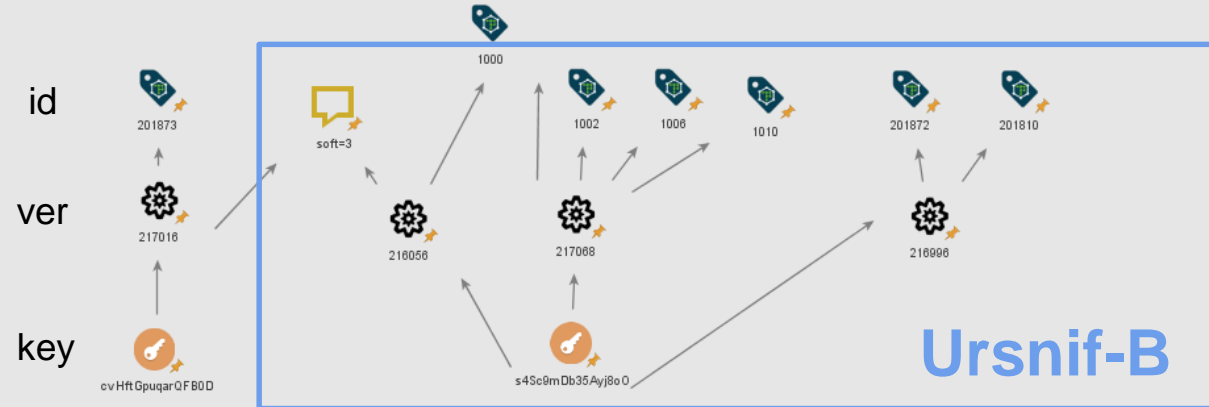 1000
id
201873
soft=3
1002
1006
1010
201872
201810
ver
217016
216056
217068
216996
key
cvHftGpuqarQFB0D
s4Sc9mDb35Ayj8oO
Ursnif-B